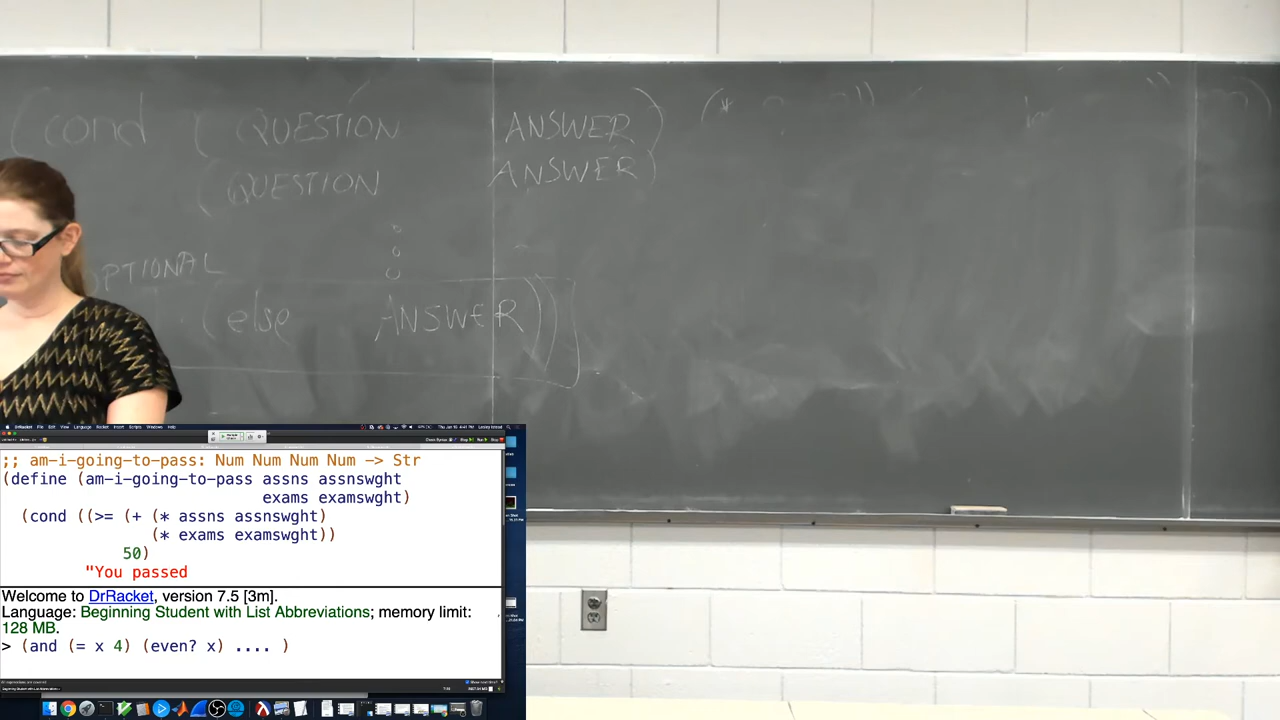 (cond ( QUESTION ANSWER)
( QUESTION ANSWER)
OPTIONAL
(else ANSWER))
(*
;; am-i-going-to-pass: Num Num Num Num -> Str
(define (am-i-going-to-pass assns assnswght
exams examswght)
(cond ((>= (+ (* assns assnswght)
(* exams examswght))
50)
"You passed
Welcome to DrRacket, version 7.5 [3m].
Language: Beginning Student with List Abbreviations; memory limit:
128 MB.
> (and (= x 4) (even? x) .... )